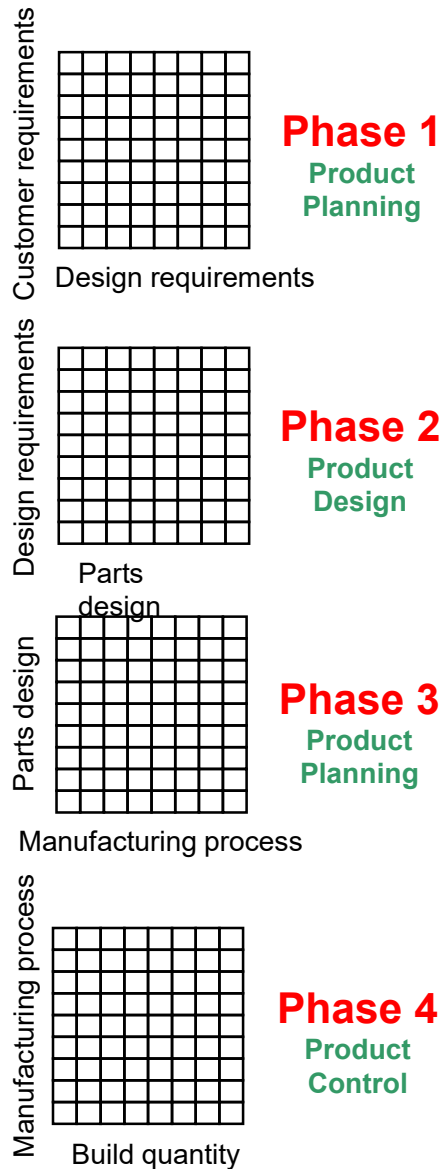 Customer requirements
Phase 1
Product
Planning
Design requirements
Design requirements
Phase 2
Product
Design
Parts
design
Parts design
Phase 3
Product
Planning
Manufacturing process
Manufacturing process
Phase 4
Product
Control
Build quantity